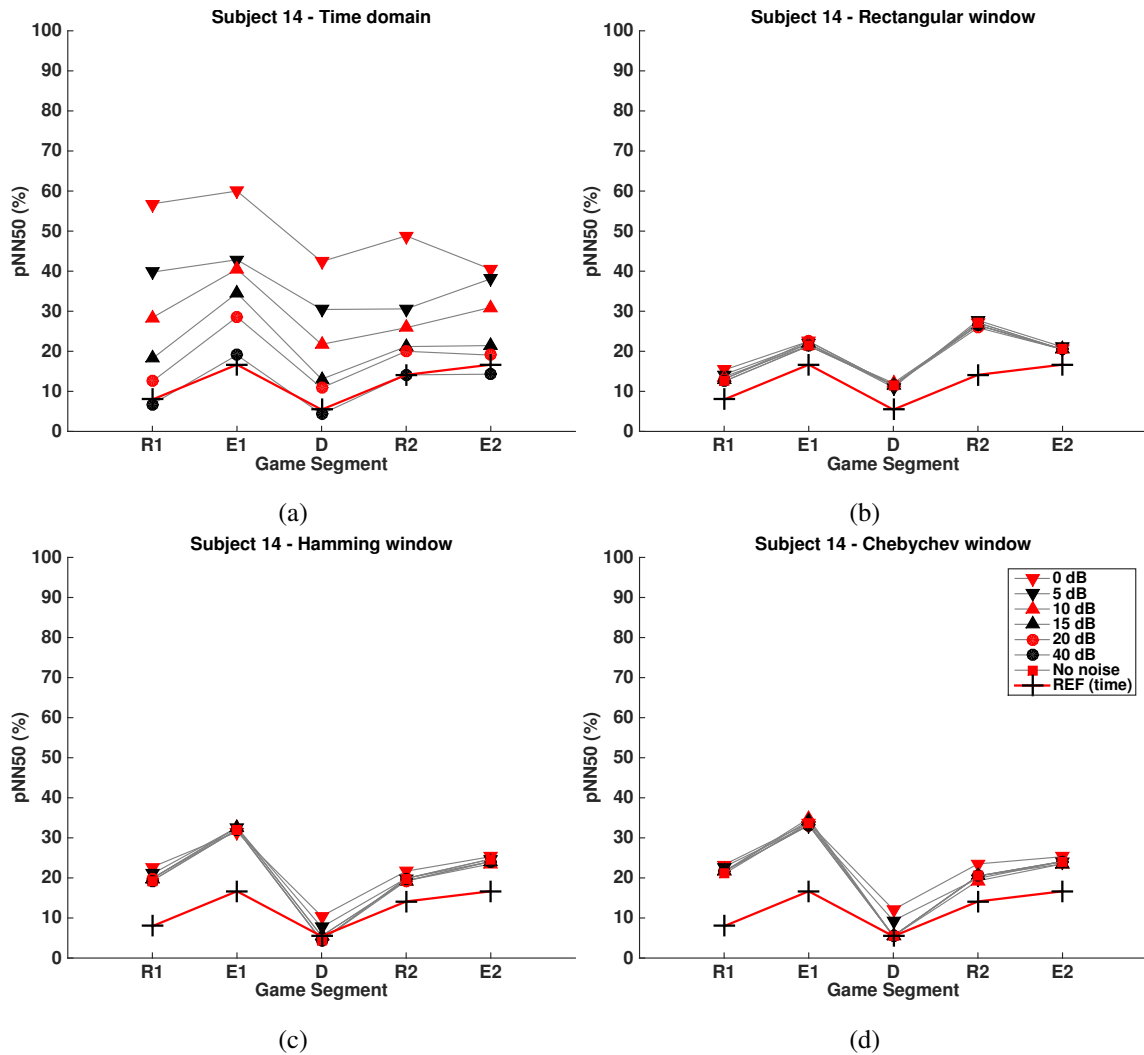 Subject 14 - Time domain
100
90
80
70
60
50
40
30
20
10
0
pNN50 (%)
R1 E1 D R2 E2
Game Segment
(a)
Subject 14 - Rectangular window
100
90
80
70
60
50
40
30
20
10
0
pNN50 (%)
R1 E1 D R2 E2
Game Segment
(b)
Subject 14 - Hamming window
100
90
80
70
60
50
40
30
20
10
0
pNN50 (%)
R1 E1 D R2 E2
Game Segment
(c)
Subject 14 - Chebychev window
100
90
80
70
60
50
40
30
20
10
0
pNN50 (%)
0 dB
5 dB
10 dB
15 dB
20 dB
40 dB
No noise
REF (time)
R1 E1 D R2 E2
Game Segment
(d)